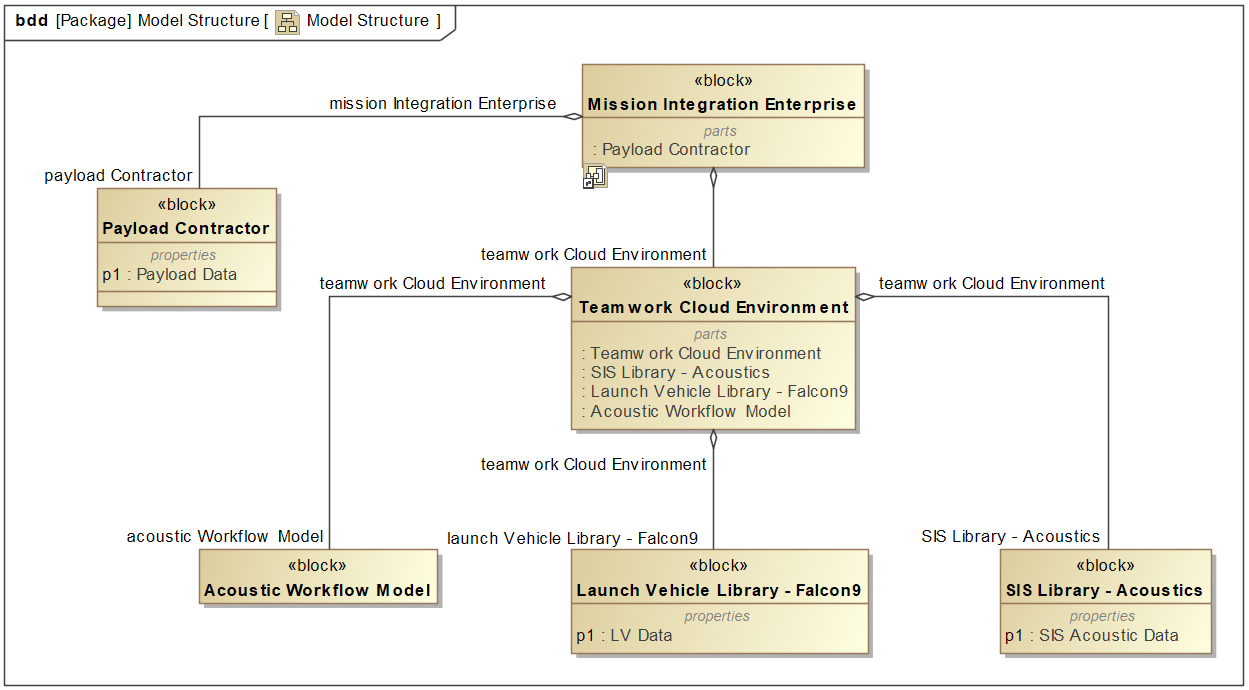 bdd [Package] Model Structure [ Model Structure ]
«block»
Mission Integration Enterprise
parts
: Payload Contractor
mission Integration Enterprise
payload Contractor
«block»
Payload Contractor
properties
p1 : Payload Data
teamw ork Cloud Environment
teamw ork Cloud Environment
teamw ork Cloud Environment
«block»
Teamwork Cloud Environment
parts
: Teamw ork Cloud Environment
: SIS Library - Acoustics
: Launch Vehicle Library - Falcon9
: Acoustic Workflow Model
teamw ork Cloud Environment
acoustic Workflow Model
«block»
Acoustic Workflow Model
launch Vehicle Library - Falcon9
«block»
Launch Vehicle Library - Falcon9
properties
p1 : LV Data
SIS Library - Acoustics
«block»
SIS Library - Acoustics
properties
p1 : SIS Acoustic Data